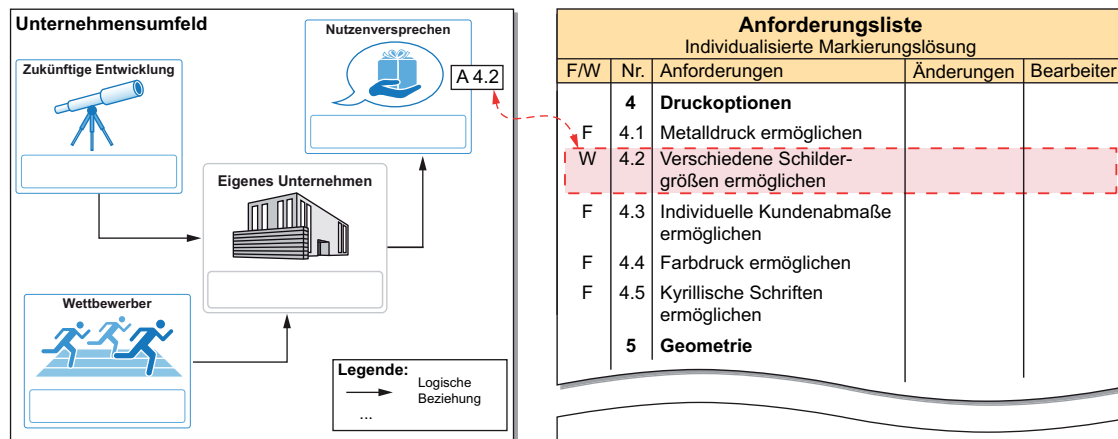 Unternehmensumfeld
Zukünftige Entwicklung
Nutzenversprechen
A 4.2
Eigenes Unternehmen
Wettbewerber
Legende:
Logische
Beziehung
...
Anforderungsliste
Individualisierte Markierungslösung
F/W Nr. Anforderungen Änderungen Bearbeiter
4 Druckoptionen
F 4.1 Metalldruck ermöglichen
W 4.2 Verschiedene Schilder-
größen ermöglichen
F 4.3 Individuelle Kundenabmaße
ermöglichen
F 4.4 Farbdruck ermöglichen
F 4.5 Kyrillische Schriften
ermöglichen
5 Geometrie